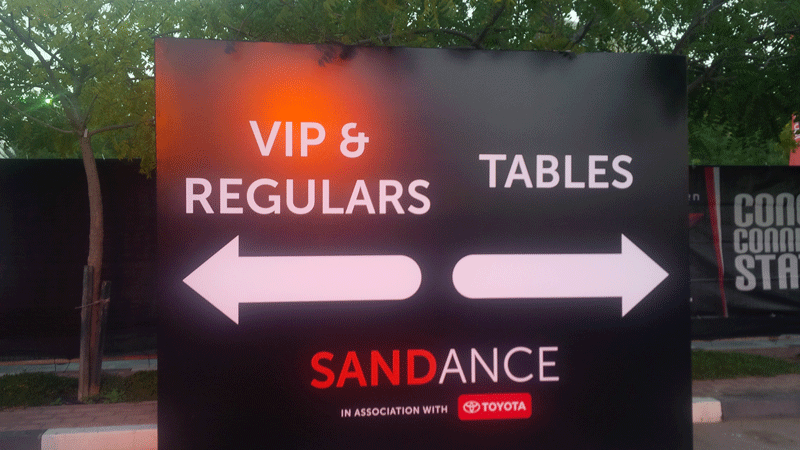 VIP &
REGULARS
TABLES
SANDANCE
IN ASSOCIATION WITH TOYOTA